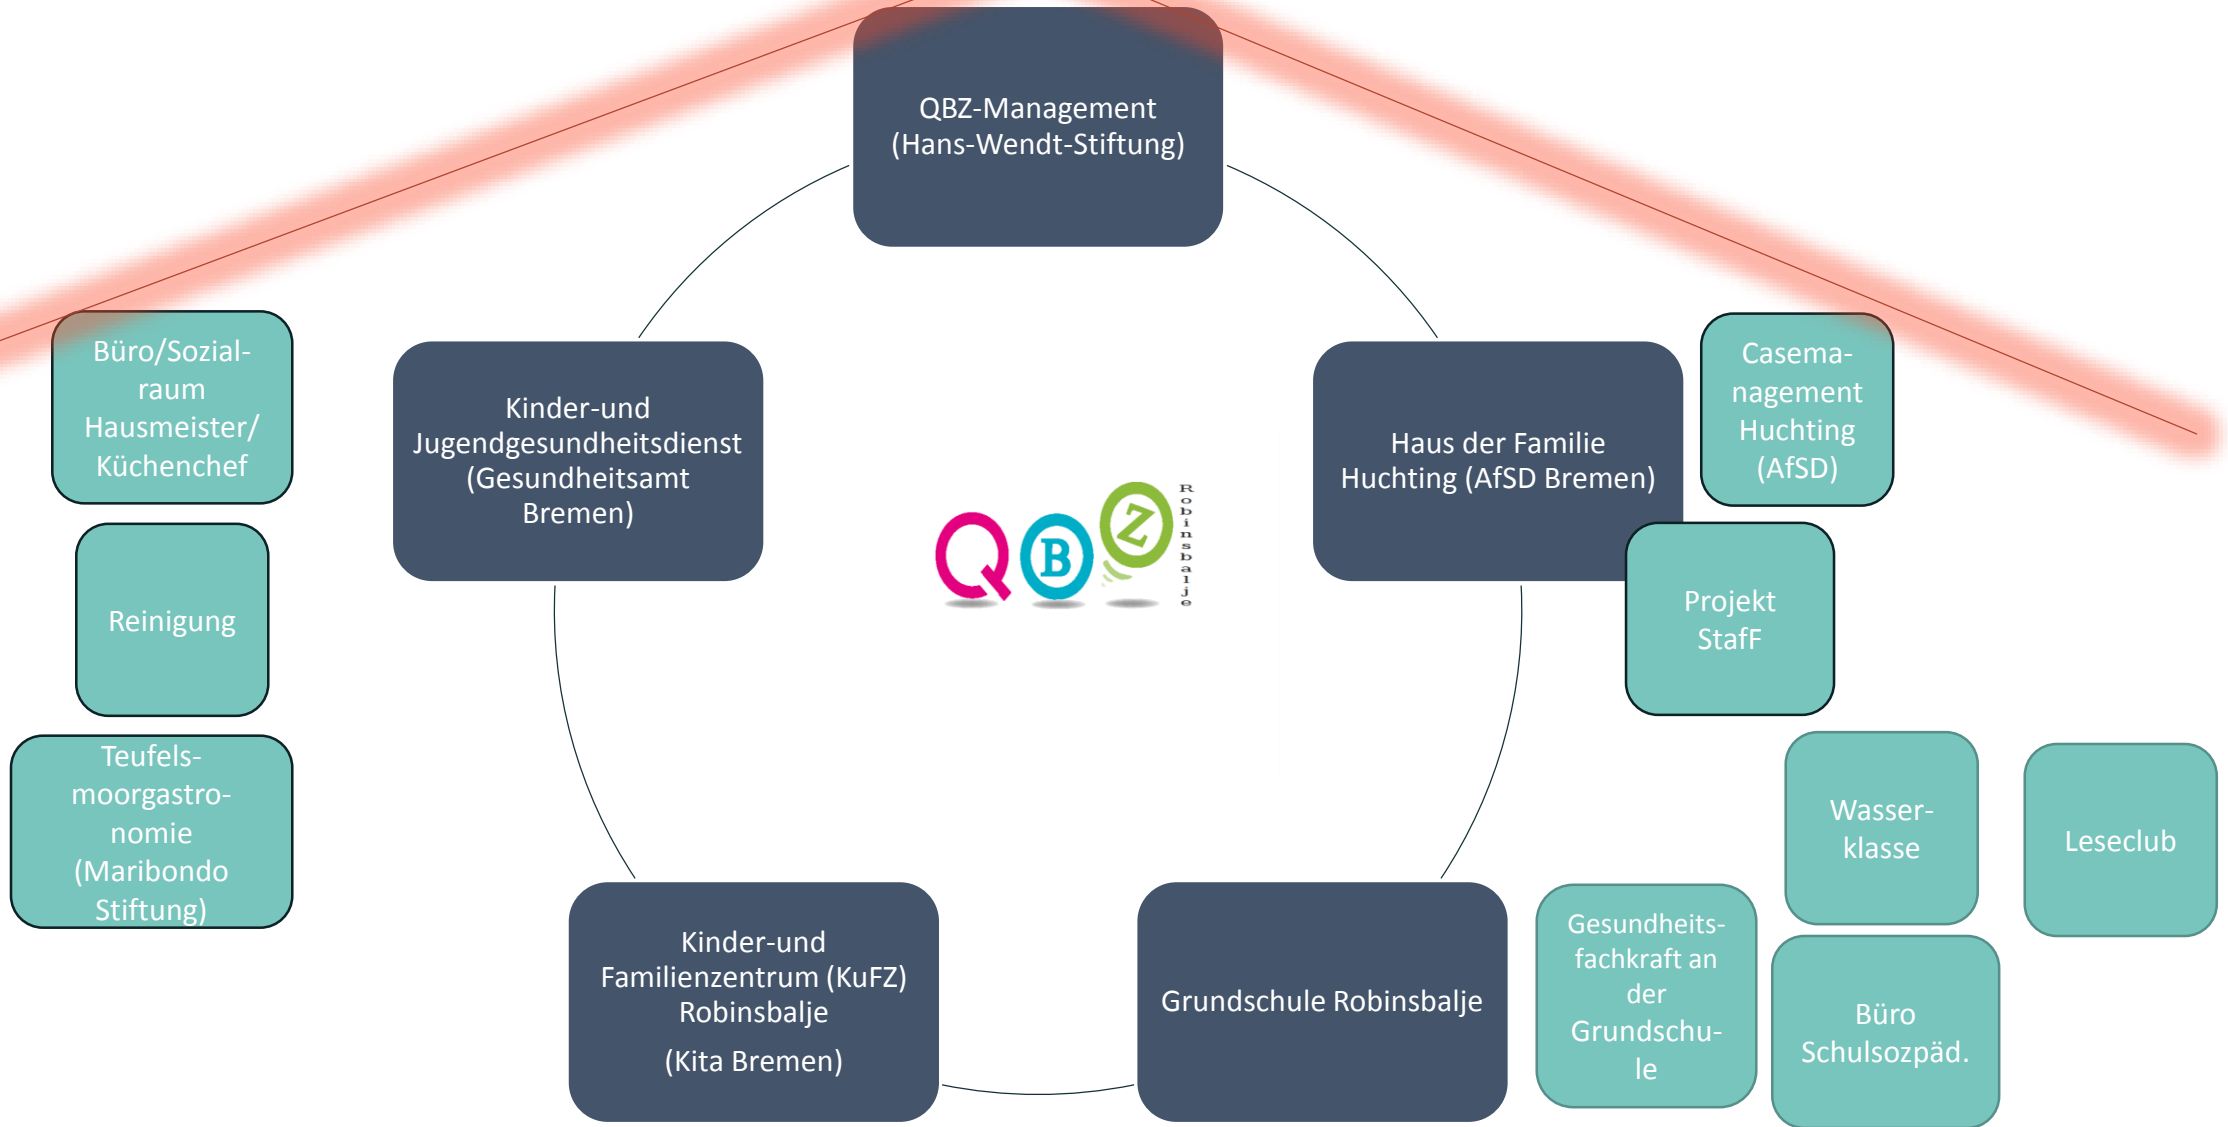 QBZ-Management
(Hans-Wendt-Stiftung)
Büro/Sozial-
raum
Hausmeister/
Küchenchef
Kinder-und
Jugendgesundheitsdienst
(Gesundheitsamt
Bremen)
Haus der Familie
Huchting (AfSD Bremen)
Casema-
nagement
Huchting
(AfSD)
QBZ
Robinsbalje
Reinigung
Projekt
StafF
Teufels-
moorgastro-
nomie
(Maribondo
Stiftung)
Wasser-
klasse
Leseclub
Kinder-und
Familienzentrum (KuFZ)
Robinsbalje
(Kita Bremen)
Grundschule Robinsbalje
Gesundheits-
fachkraft an
der
Grundschu-
le
Büro
Schulsozpäd.